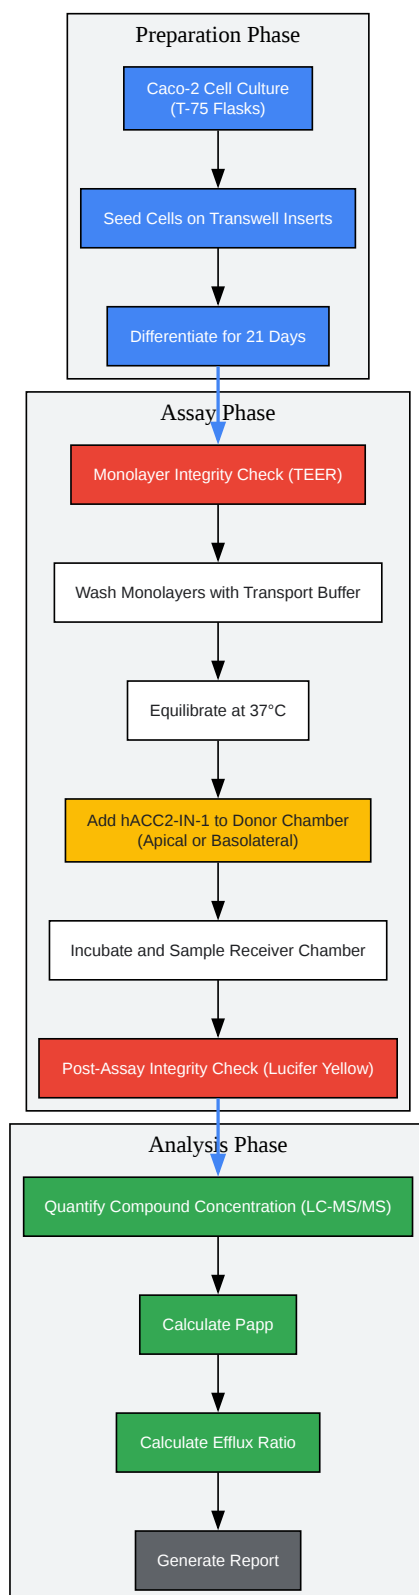 Preparation Phase
Caco-2 Cell Culture
(T-75 Flasks)
Seed Cells on Transwell Inserts
Differentiate for 21 Days
Assay Phase
Monolayer Integrity Check (TEER)
Wash Monolayers with Transport Buffer
Equilibrate at 37°C
Add hACC2-IN-1 to Donor Chamber
(Apical or Basolateral)
Incubate and Sample Receiver Chamber
Post-Assay Integrity Check (Lucifer Yellow)
Analysis Phase
Quantify Compound Concentration (LC-MS/MS)
Calculate Papp
Calculate Efflux Ratio
Generate Report